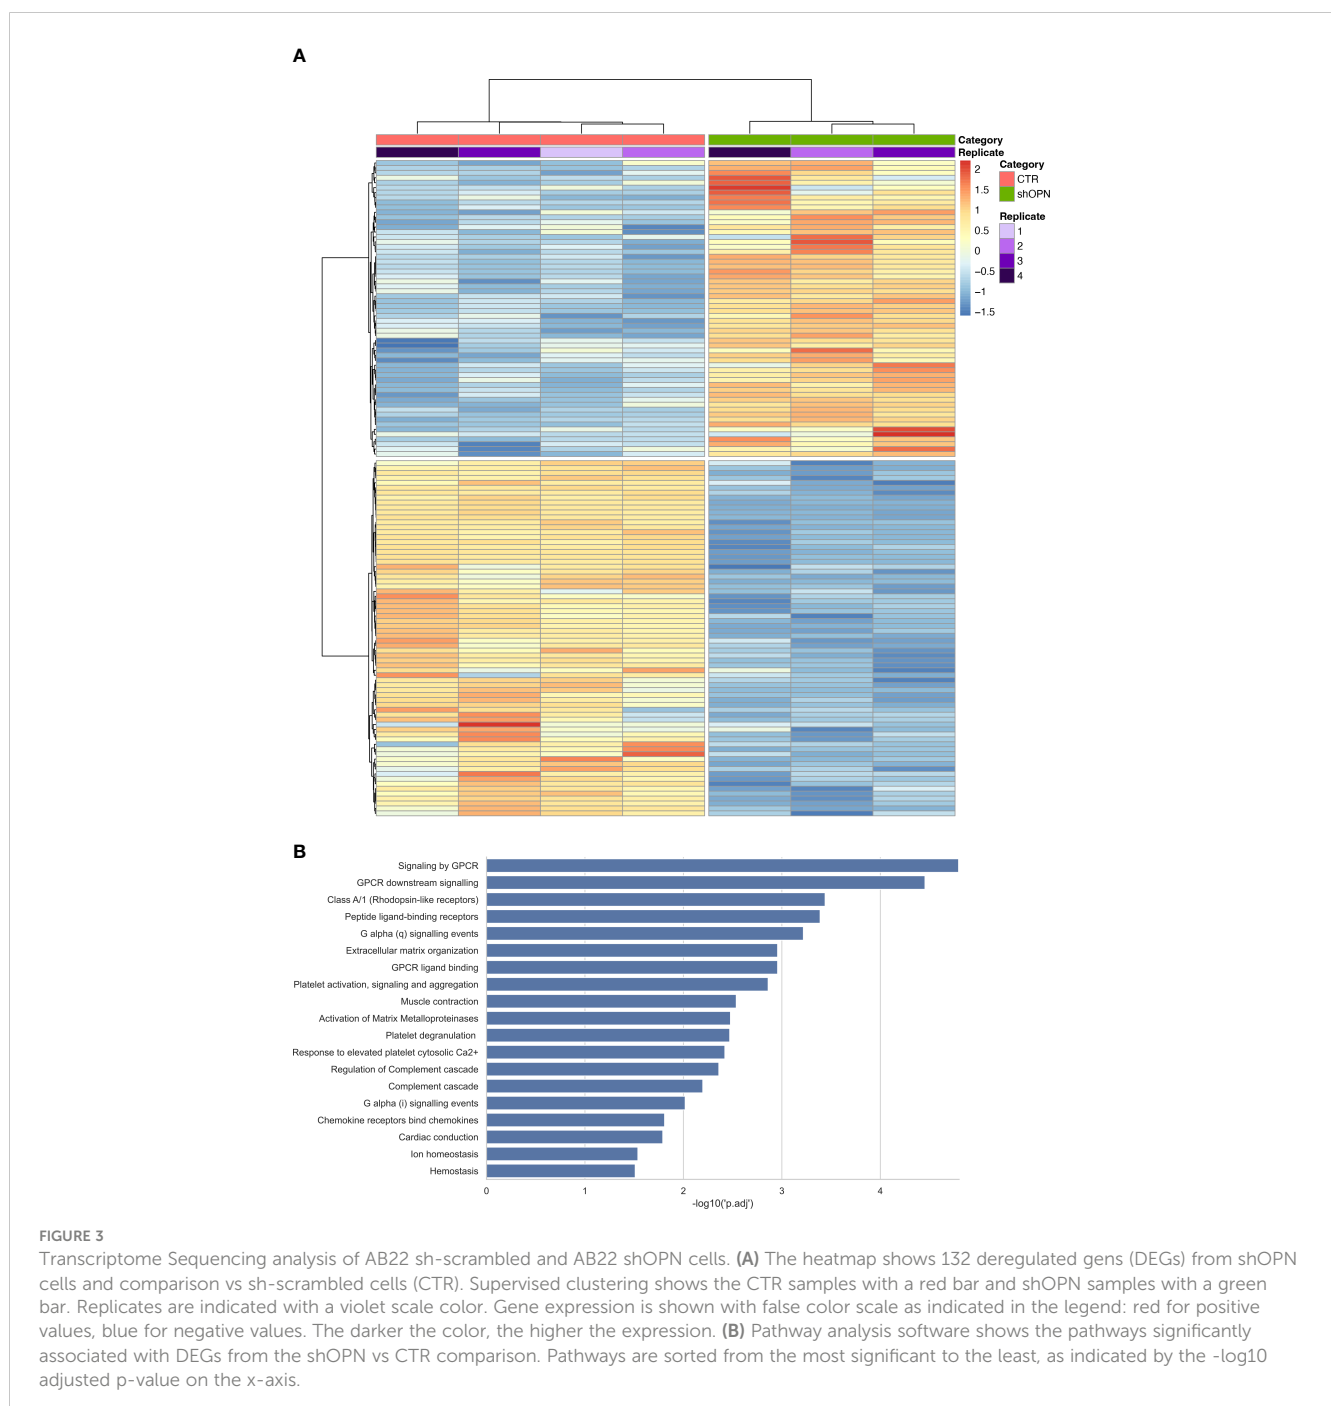 A
Category
Replicate
2
1.5
1
0.5
0
−0.5
−1
−1.5
Category
CTR
shOPN
Replicate
1
2
3
4
B
Signaling by GPCR
GPCR downstream signalling
Class A/1 (Rhodopsin-like receptors)
Peptide ligand-binding receptors
G alpha (q) signalling events
Extracellular matrix organization
GPCR ligand binding
Platelet activation, signaling and aggregation
Muscle contraction
Activation of Matrix Metalloproteinases
Platelet degranulation
Response to elevated platelet cytosolic Ca2+
Regulation of Complement cascade
Complement cascade
G alpha (i) signalling events
Chemokine receptors bind chemokines
Cardiac conduction
Ion homeostasis
Hemostasis
0 1 2 3 4
-log10('p.adj')
FIGURE 3
Transcriptome Sequencing analysis of AB22 sh-scrambled and AB22 shOPN cells. (A) The heatmap shows 132 deregulated gens (DEGs) from shOPN
cells and comparison vs sh-scrambled cells (CTR). Supervised clustering shows the CTR samples with a red bar and shOPN samples with a green
bar. Replicates are indicated with a violet scale color. Gene expression is shown with false color scale as indicated in the legend: red for positive
values, blue for negative values. The darker the color, the higher the expression. (B) Pathway analysis software shows the pathways significantly
associated with DEGs from the shOPN vs CTR comparison. Pathways are sorted from the most significant to the least, as indicated by the -log10
adjusted p-value on the x-axis.